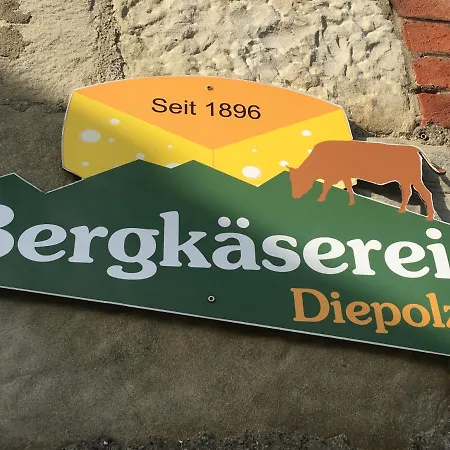 Seit 1896
Bergkäserei
Diepolz